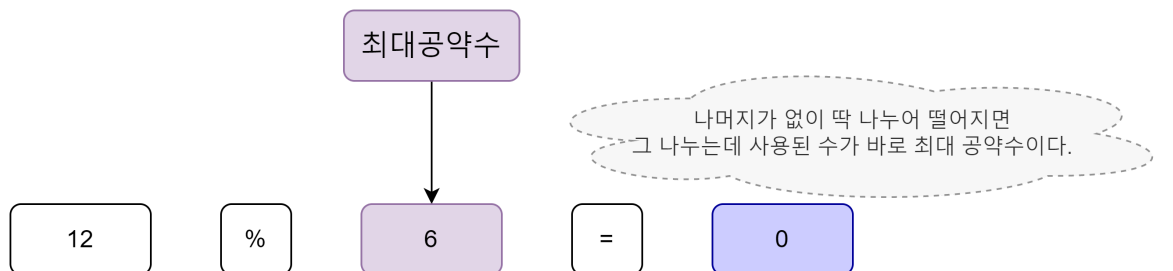 최대공약수
나머지가 없이 딱 나누어 떨어지면
그 나누는데 사용된 수가 바로 최대 공약수이다.
12 % 6 = 0